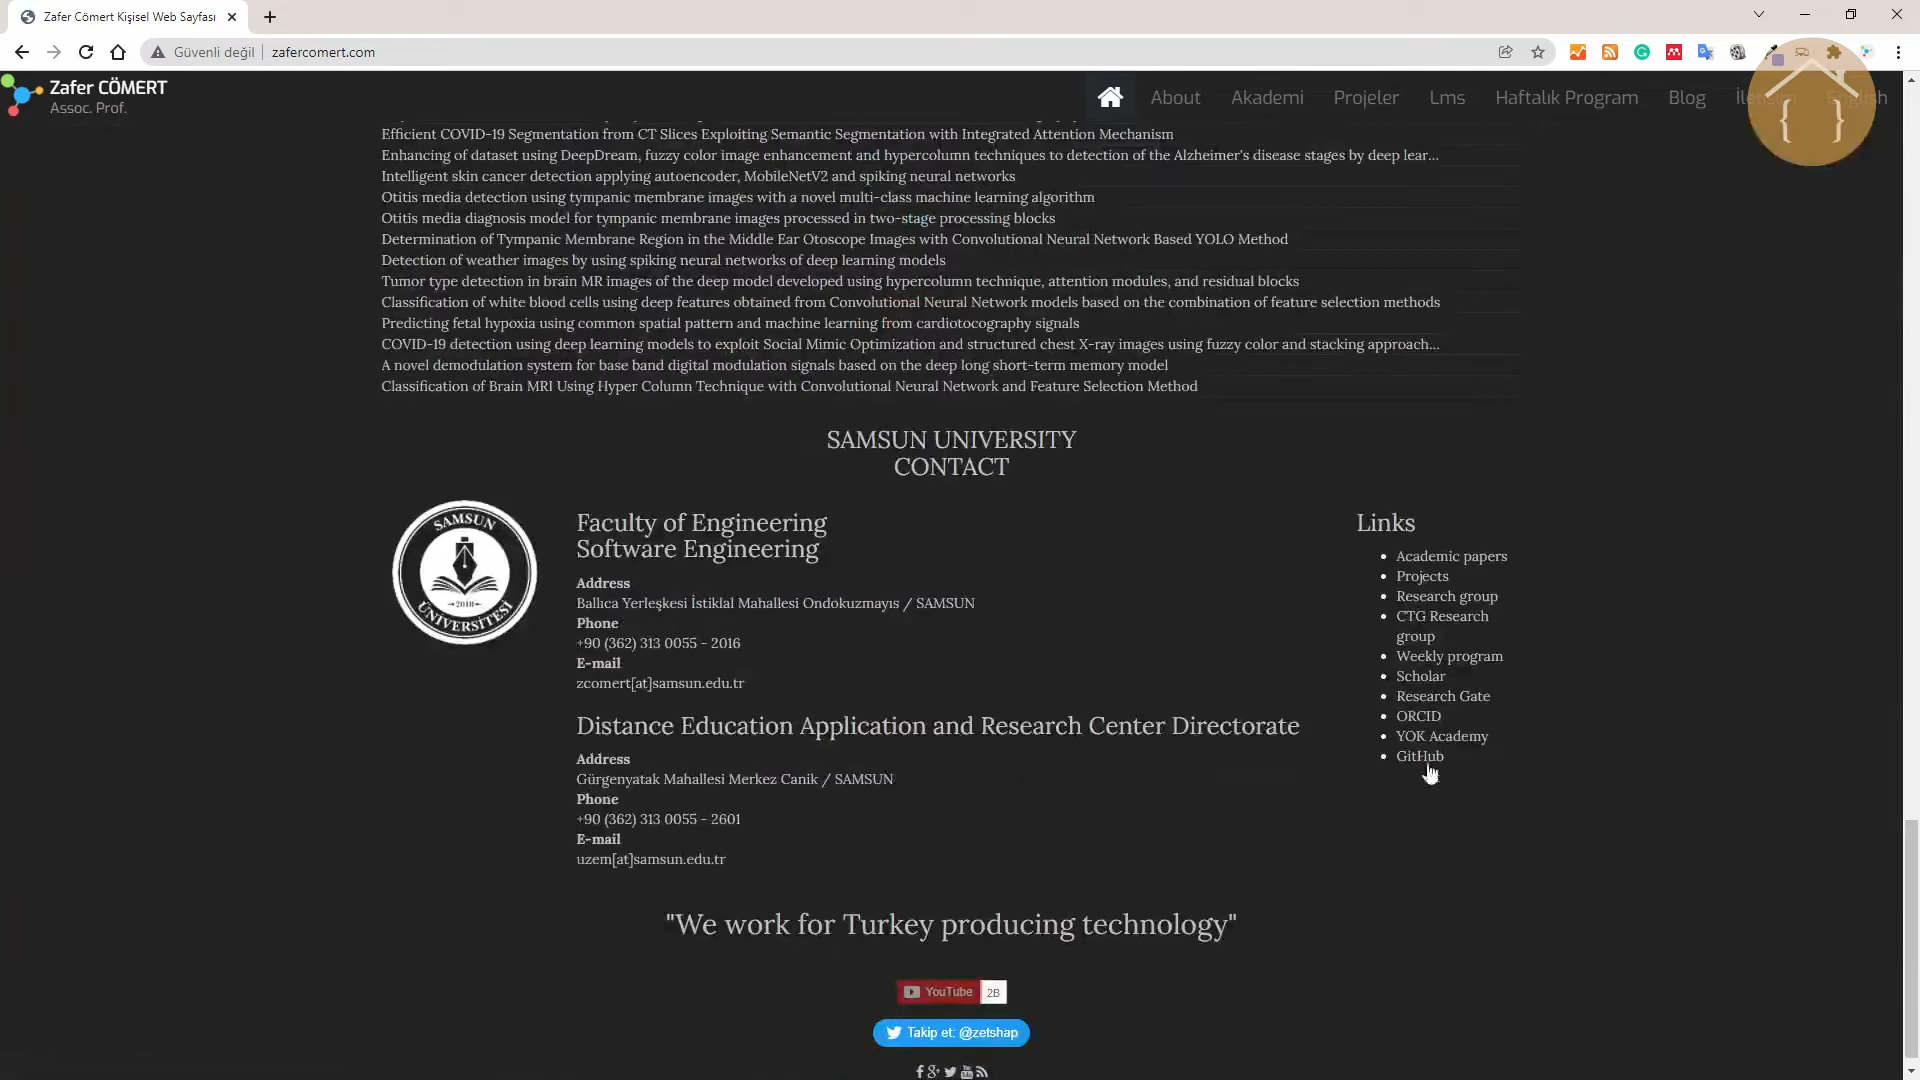 Zafer Cömert Kişisel Web Sayfası
Güvenli değil
zafercomert.com
Zafer CÖMERT
Assoc. Prof.
About
Akademi
Projeler
Lms
Haftalık Program
Blog
İletişim
English
Efficient COVID-19 Segmentation from CT Slices Exploiting Semantic Segmentation with Integrated Attention Mechanism
Enhancing of dataset using DeepDream, fuzzy color image enhancement and hypercolumn techniques to detection of the Alzheimer's disease stages by deep lear...
Intelligent skin cancer detection applying autoencoder, MobileNetV2 and spiking neural networks
Otitis media detection using tympanic membrane images with a novel multi-class machine learning algorithm
Otitis media diagnosis model for tympanic membrane images processed in two-stage processing blocks
Determination of Tympanic Membrane Region in the Middle Ear Otoscope Images with Convolutional Neural Network Based YOLO Method
Detection of weather images by using spiking neural networks of deep learning models
Tumor type detection in brain MR images of the deep model developed using hypercolumn technique, attention modules, and residual blocks
Classification of white blood cells using deep features obtained from Convolutional Neural Network models based on the combination of feature selection methods
Predicting fetal hypoxia using common spatial pattern and machine learning from cardiotocography signals
COVID-19 detection using deep learning models to exploit Social Mimic Optimization and structured chest X-ray images using fuzzy color and stacking approach...
A novel demodulation system for base band digital modulation signals based on the deep long short-term memory model
Classification of Brain MRI Using Hyper Column Technique with Convolutional Neural Network and Feature Selection Method
SAMSUN UNIVERSITY
CONTACT
SAMSUN
2018
ÜNİVERSİTESİ
Faculty of Engineering
Software Engineering
Address
Ballıca Yerleşkesi İstiklal Mahallesi Ondokuzmayıs / SAMSUN
Phone
+90 (362) 313 0055 - 2016
E-mail
zcomert[at]samsun.edu.tr
Distance Education Application and Research Center Directorate
Address
Gürgenyatak Mahallesi Merkez Canik / SAMSUN
Phone
+90 (362) 313 0055 - 2601
E-mail
uzem[at]samsun.edu.tr
Links
Academic papers
Projects
Research group
CTG Research
group
Weekly program
Scholar
Research Gate
ORCID
YOK Academy
GitHub
"We work for Turkey producing technology"
YouTube 2B
Takip et: @zetshap